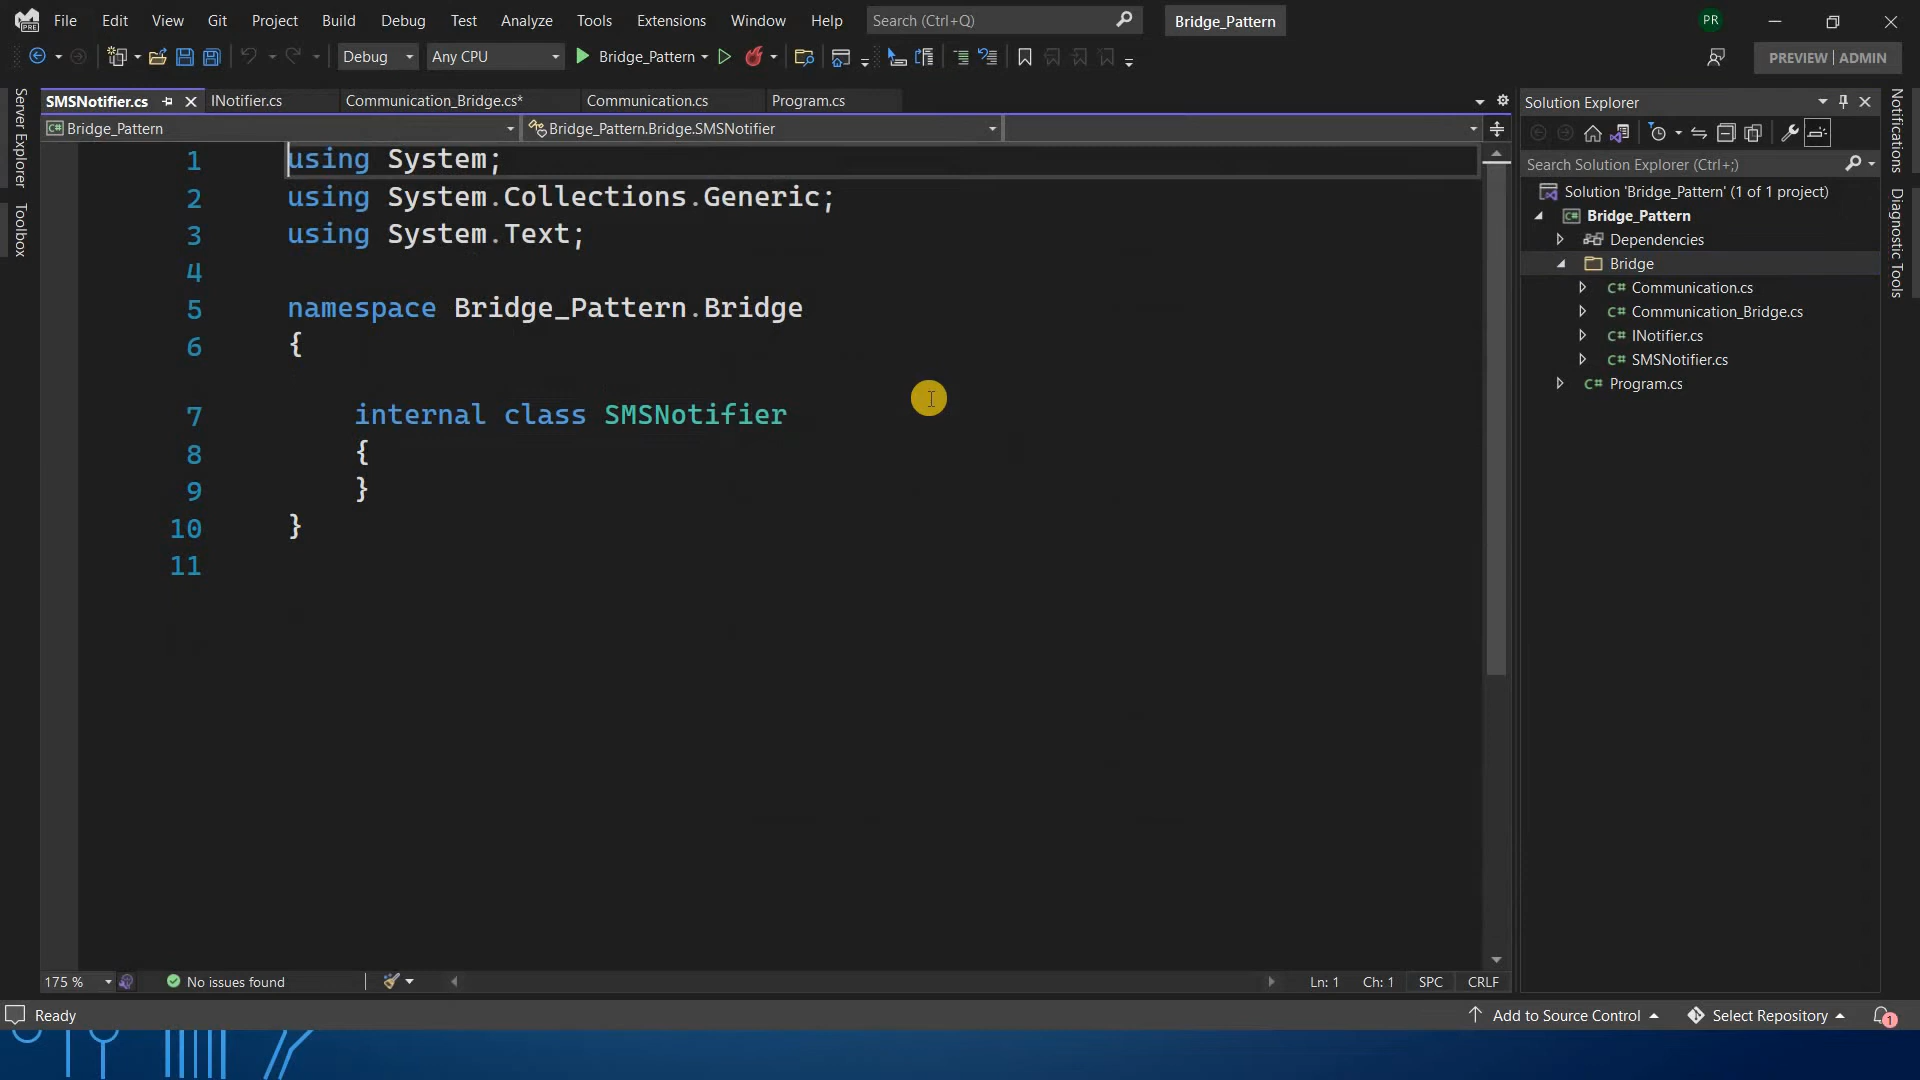 File Edit View Git Project Build Debug Test Analyze Tools Extensions Window Help Search (Ctrl+Q) Bridge_Pattern PR
Debug Any CPU Bridge_Pattern PREVIEW | ADMIN
SMSNotifier.cs INotifier.cs Communication_Bridge.cs* Communication.cs Program.cs
Bridge_Pattern Bridge_Pattern.Bridge.SMSNotifier
Server Explorer
Toolbox
1 using System;
2 using System.Collections.Generic;
3 using System.Text;
4
5 namespace Bridge_Pattern.Bridge
6 {
7 internal class SMSNotifier
8 {
9 }
10 }
11
175 % No issues found Ln: 1 Ch: 1 SPC CRLF
Solution Explorer
Search Solution Explorer (Ctrl+;)
Solution 'Bridge_Pattern' (1 of 1 project)
Bridge_Pattern
Dependencies
Bridge
C# Communication.cs
C# Communication_Bridge.cs
C# INotifier.cs
C# SMSNotifier.cs
C# Program.cs
Notifications
Diagnostic Tools
Ready Add to Source Control Select Repository 1